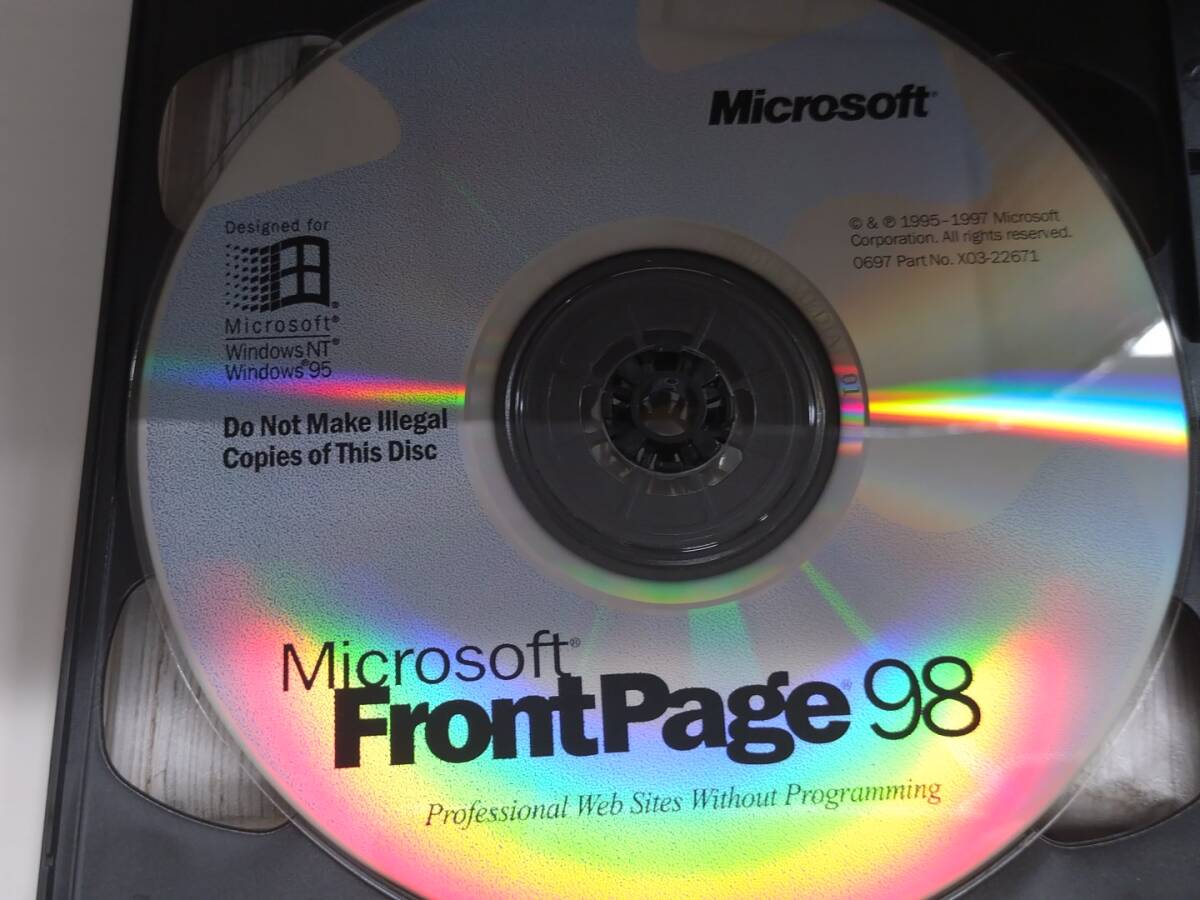 Microsoft®
Designed for
Microsoft®
Windows NT®
Windows®95
© & ℗ 1995-1997 Microsoft
Corporation. All rights reserved.
0697 Part No. X03-22671
Do Not Make Illegal
Copies of This Disc
Microsoft®
FrontPage® 98
Professional Web Sites Without Programming